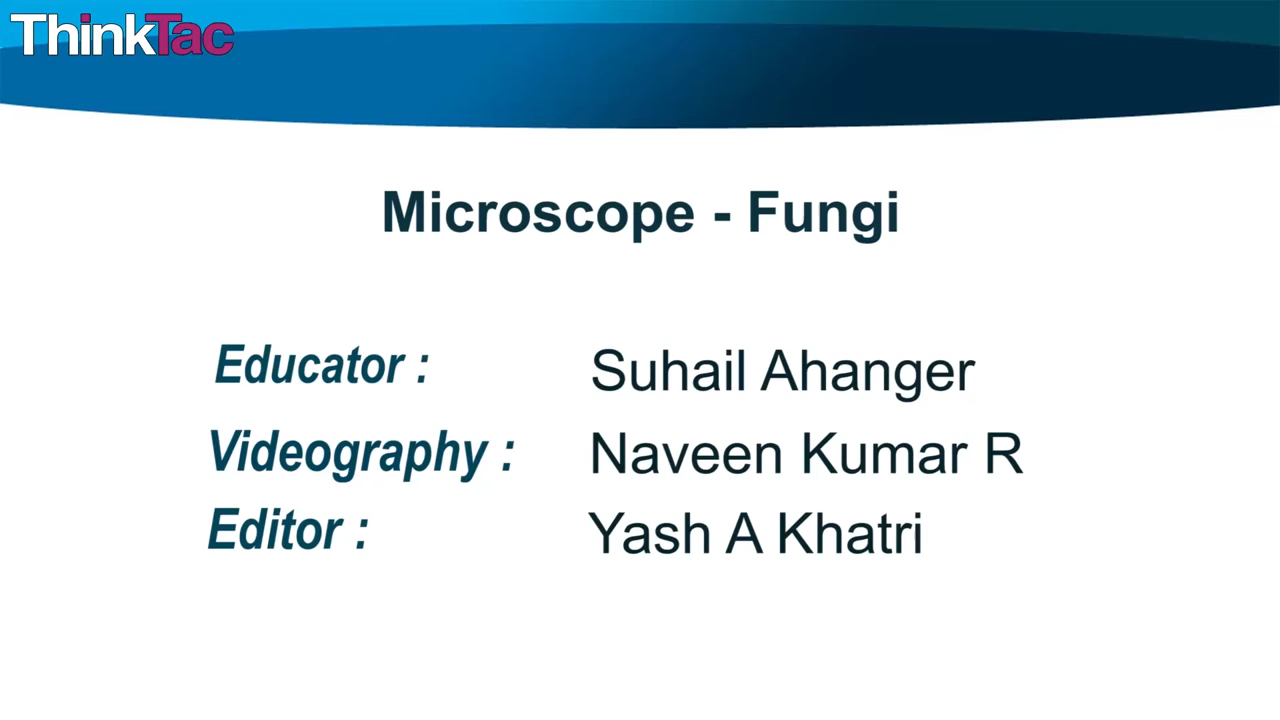 ThinkTac
Microscope - Fungi
Educator : Suhail Ahanger
Videography : Naveen Kumar R
Editor : Yash A Khatri